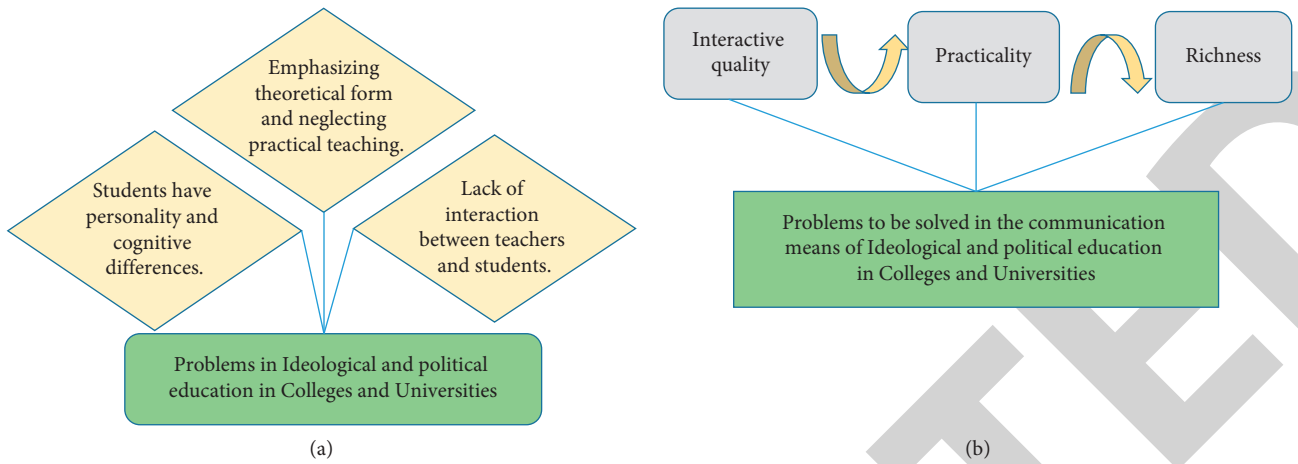 Emphasizing
theoretical form
and neglecting
practical teaching.
Students have
personality and
cognitive
differences.
Lack of
interaction
between teachers
and students.
Problems in Ideological and political
education in Colleges and Universities
(a)
Interactive
quality
Practicality
Richness
Problems to be solved in the communication
means of Ideological and political education
in Colleges and Universities
(b)